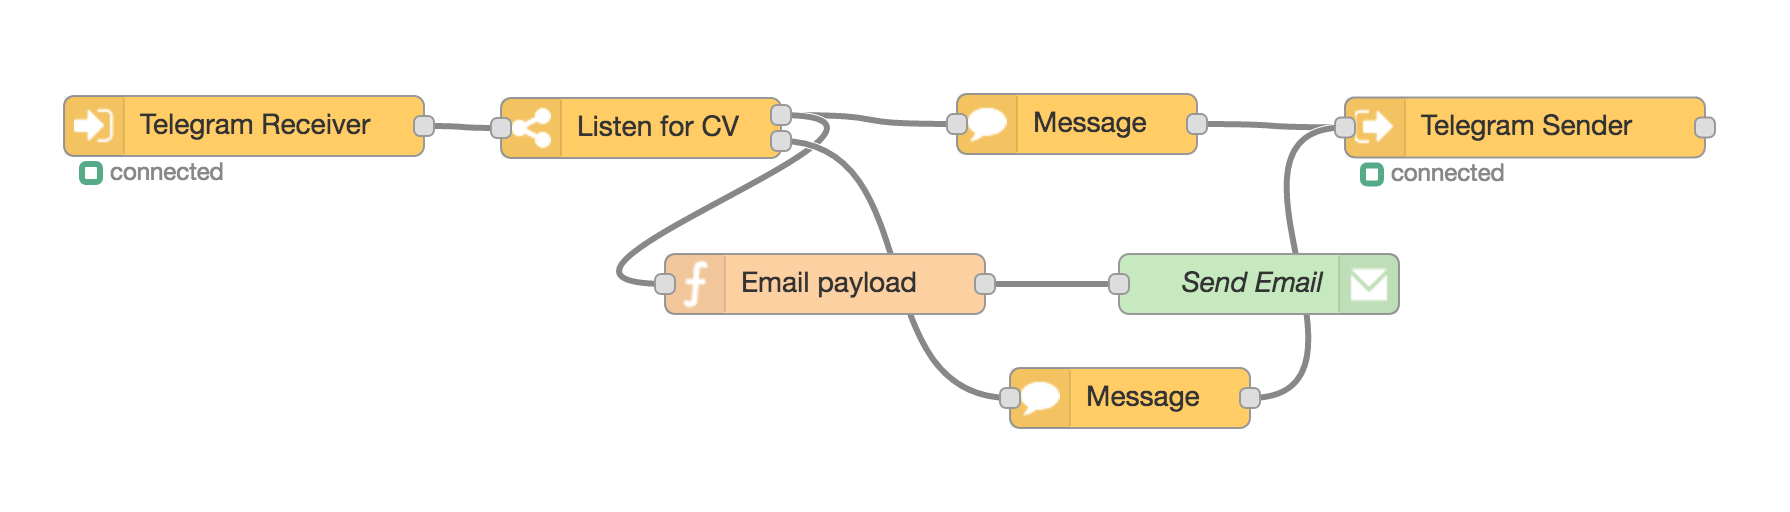 Telegram Receiver
connected
Listen for CV
Message
Telegram Sender
connected
Email payload
Send Email
Message